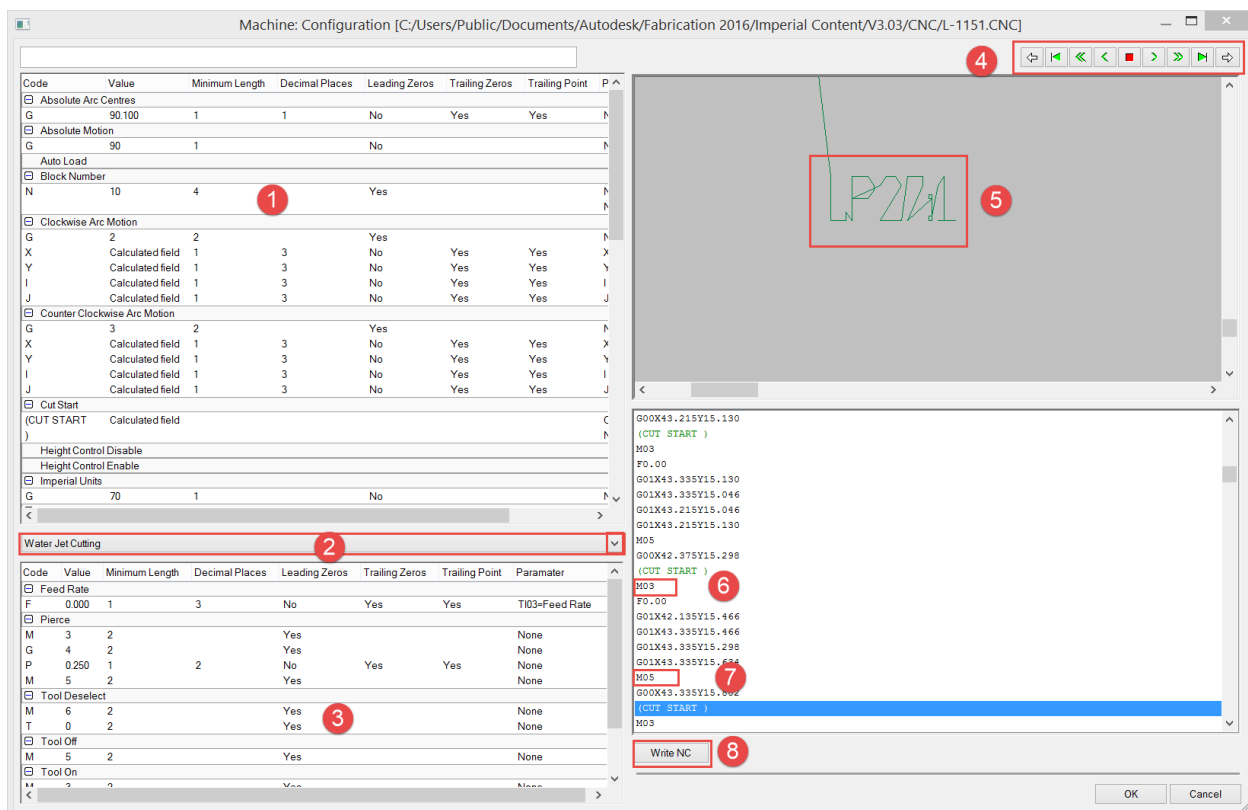 Machine: Configuration [C:/Users/Public/Documents/Autodesk/Fabrication 2016/Imperial Content/V3.03/CNC/L-1151.CNC]
4
Code Value Minimum Length Decimal Places Leading Zeros Trailing Zeros Trailing Point P
Absolute Arc Centres
G 90.100 1 1 No Yes Yes N
Absolute Motion
G 90 1 No N
Auto Load
Block Number
N 10 4 Yes N
N
1
Clockwise Arc Motion
G 2 2 Yes N
X Calculated field 1 3 No Yes Yes X
Y Calculated field 1 3 No Yes Yes Y
I Calculated field 1 3 No Yes Yes I
J Calculated field 1 3 No Yes Yes J
Counter Clockwise Arc Motion
G 3 2 Yes N
X Calculated field 1 3 No Yes Yes X
Y Calculated field 1 3 No Yes Yes Y
I Calculated field 1 3 No Yes Yes I
J Calculated field 1 3 No Yes Yes J
Cut Start
(CUT START Calculated field C
) N
Height Control Disable
Height Control Enable
Imperial Units
G 70 1 No N
Water Jet Cutting
2
Code Value Minimum Length Decimal Places Leading Zeros Trailing Zeros Trailing Point Paramater
Feed Rate
F 0.000 1 3 No Yes Yes TI03=Feed Rate
Pierce
M 3 2 Yes None
G 4 2 Yes None
P 0.250 1 2 No Yes Yes None
M 5 2 Yes None
Tool Deselect
M 6 2 Yes None
T 0 2 Yes None
3
Tool Off
M 5 2 Yes None
Tool On
M 3 2 Yes None
5
G00X43.215Y15.130
(CUT START )
M03
F0.00
G01X43.335Y15.130
G01X43.335Y15.046
G01X43.215Y15.046
G01X43.215Y15.130
M05
G00X42.375Y15.298
(CUT START )
M03
6
F0.00
G01X42.135Y15.466
G01X43.335Y15.466
G01X43.335Y15.298
G01X43.335Y15.634
M05
7
(CUT START )
M03
Write NC
8
OK Cancel